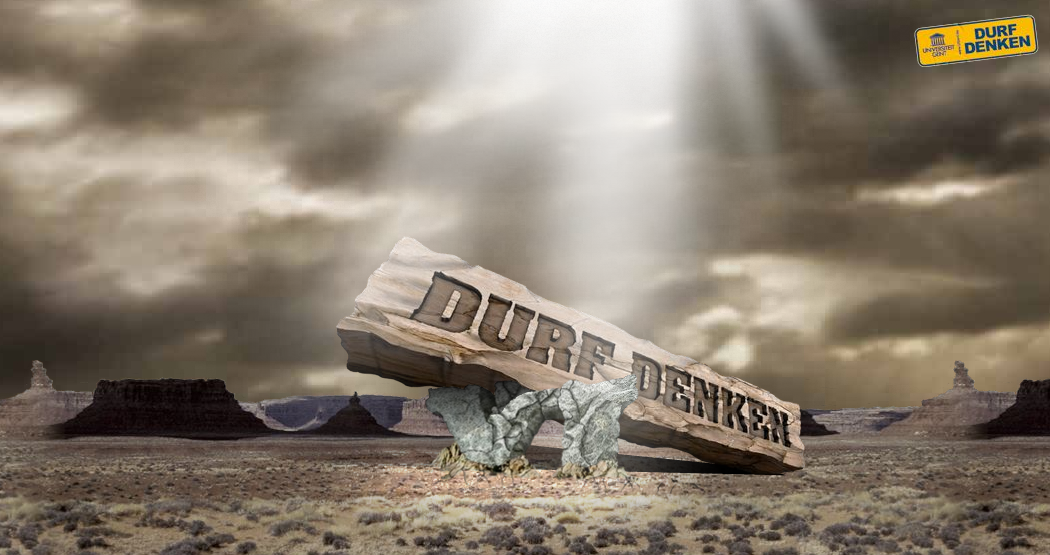 DURF DENKEN
UNIVERSITEIT
GENT
DURF
DENKEN